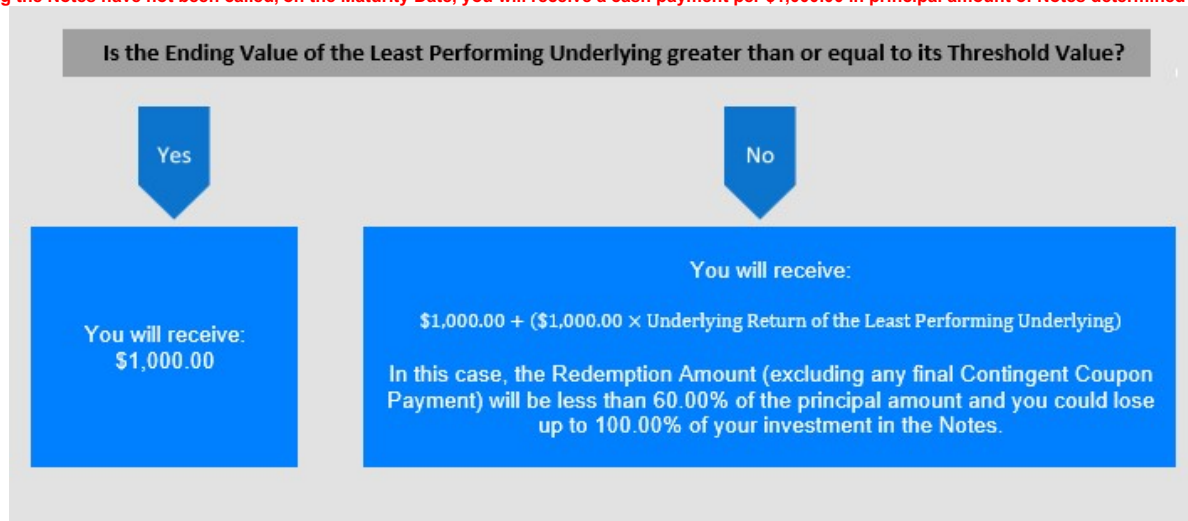 Is the Ending Value of the Least Performing Underlying greater than or equal to its Threshold Value?
Yes
No
You will receive:
$1,000.00
You will receive:
$1,000.00 + ($1,000.00 × Underlying Return of the Least Performing Underlying)
In this case, the Redemption Amount (excluding any final Contingent Coupon
Payment) will be less than 60.00% of the principal amount and you could lose
up to 100.00% of your investment in the Notes.